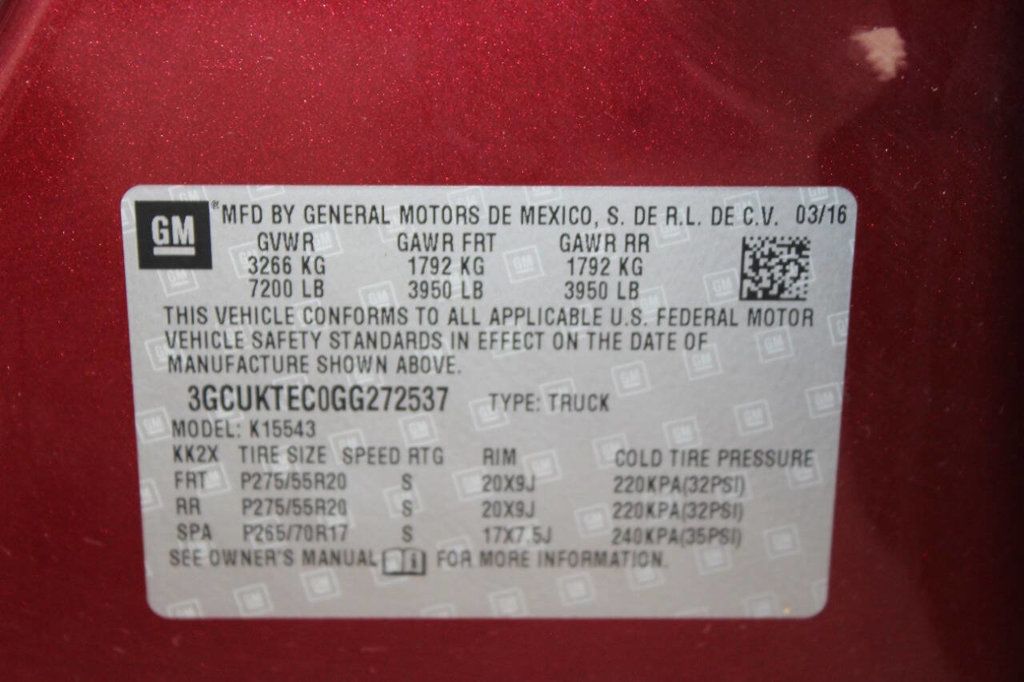 GM ® MFD BY GENERAL MOTORS DE MEXICO, S. DE R.L. DE C.V. 03/16
GVWR GAWR FRT GAWR RR
3266 KG 1792 KG 1792 KG
7200 LB 3950 LB 3950 LB
THIS VEHICLE CONFORMS TO ALL APPLICABLE U.S. FEDERAL MOTOR
VEHICLE SAFETY STANDARDS IN EFFECT ON THE DATE OF
MANUFACTURE SHOWN ABOVE.
3GCUKTEC0GG272537 TYPE: TRUCK
MODEL: K15543
KK2X TIRE SIZE SPEED RTG RIM COLD TIRE PRESSURE
FRT P275/55R20 S 20X9J 220KPA(32PSI)
RR P275/55R20 S 20X9J 220KPA(32PSI)
SPA P265/70R17 S 17X7.5J 240KPA(35PSI)
SEE OWNER'S MANUAL FOR MORE INFORMATION.